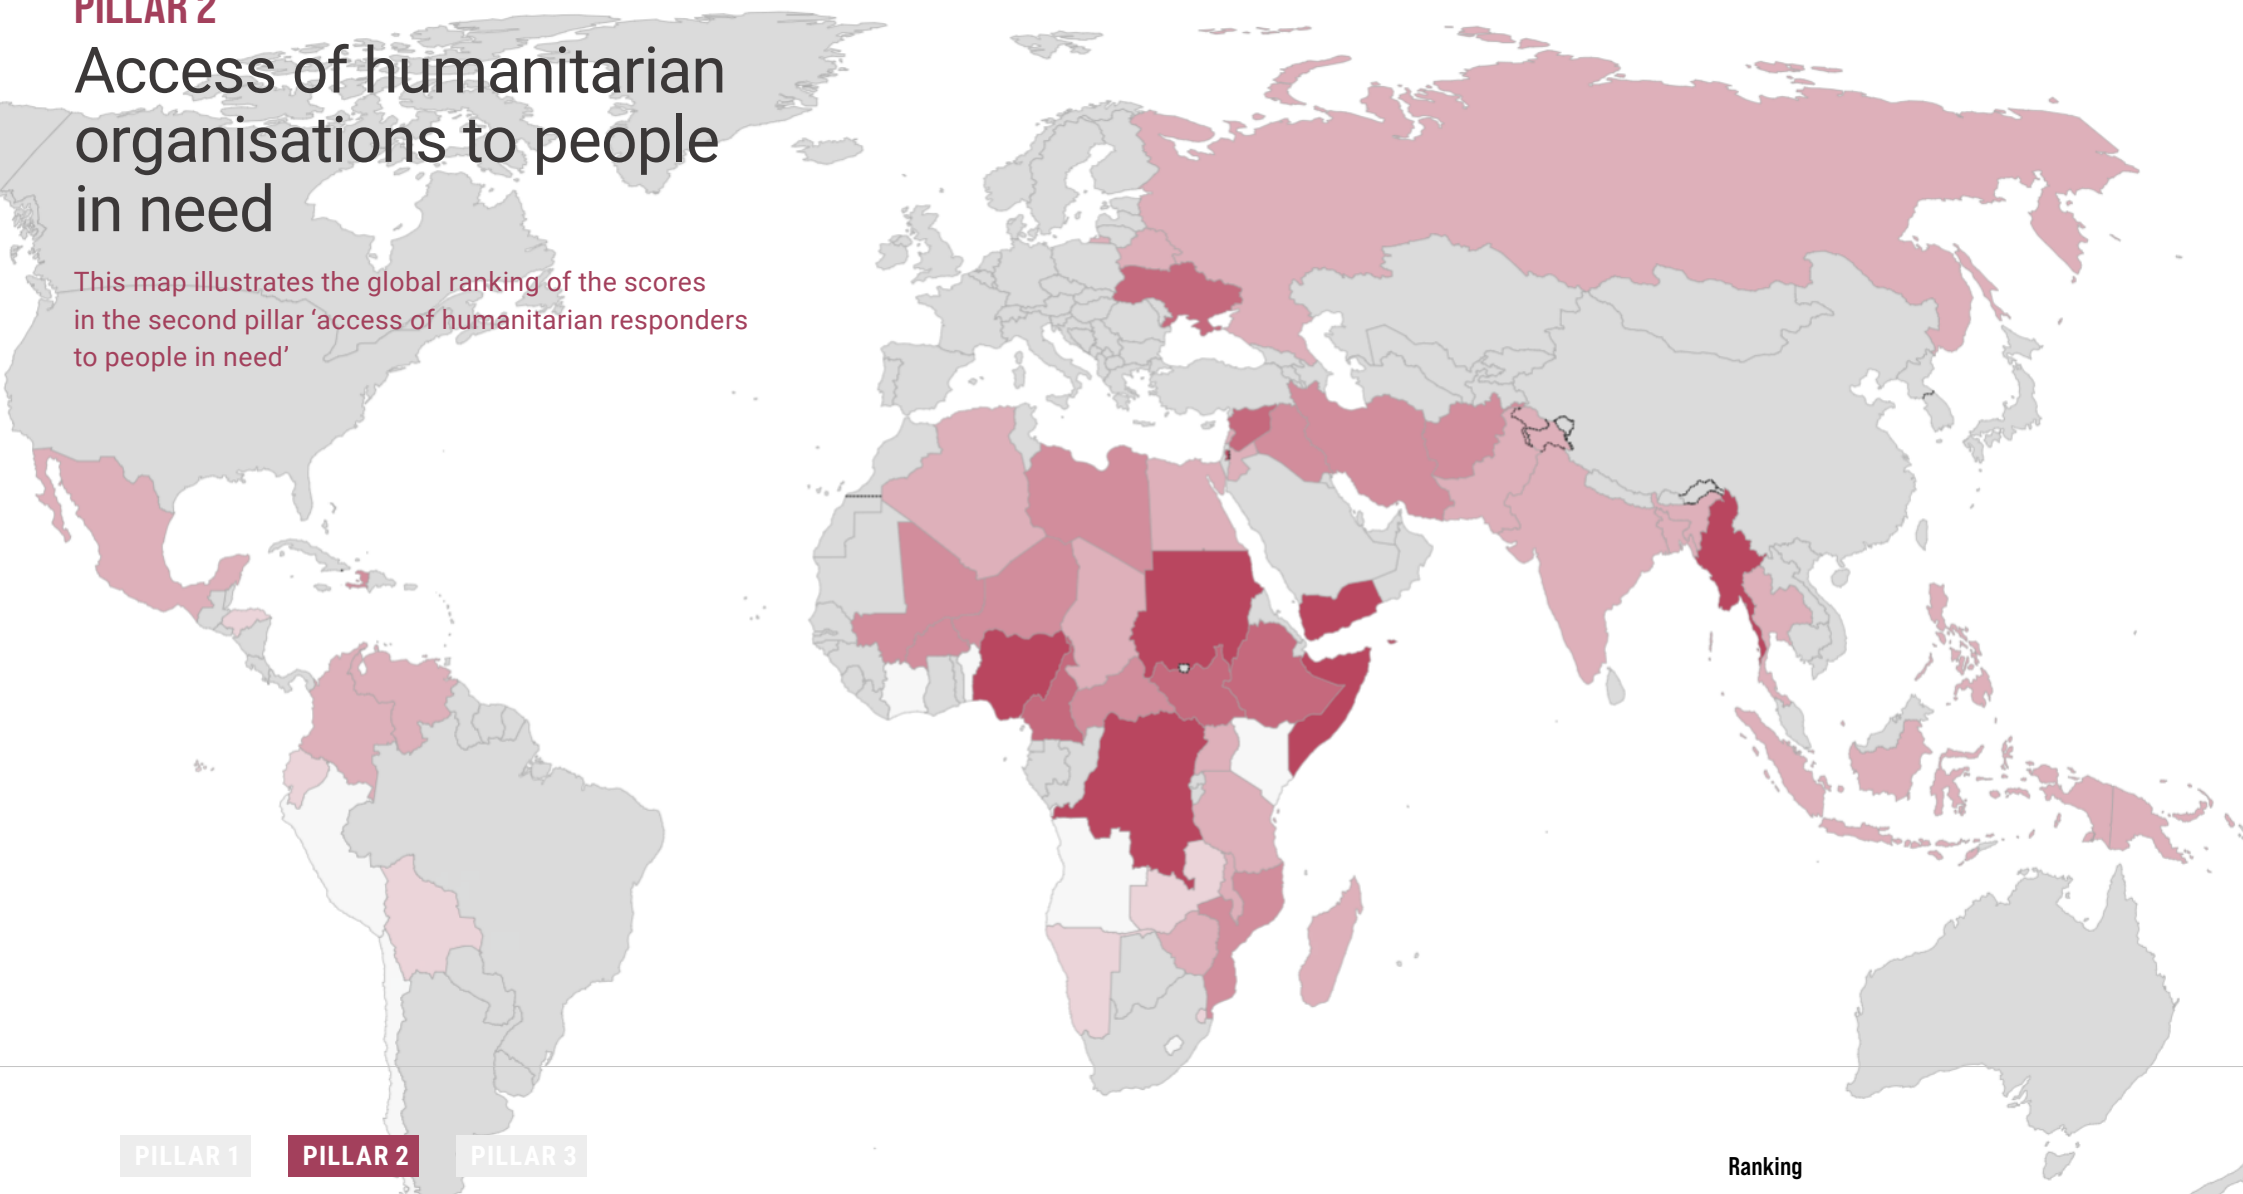 PILLAR 2
Access of humanitarian
organisations to people
in need
This map illustrates the global ranking of the scores
in the second pillar ‘access of humanitarian responders
to people in need’
PILLAR 1
PILLAR 2
PILLAR 3
Ranking